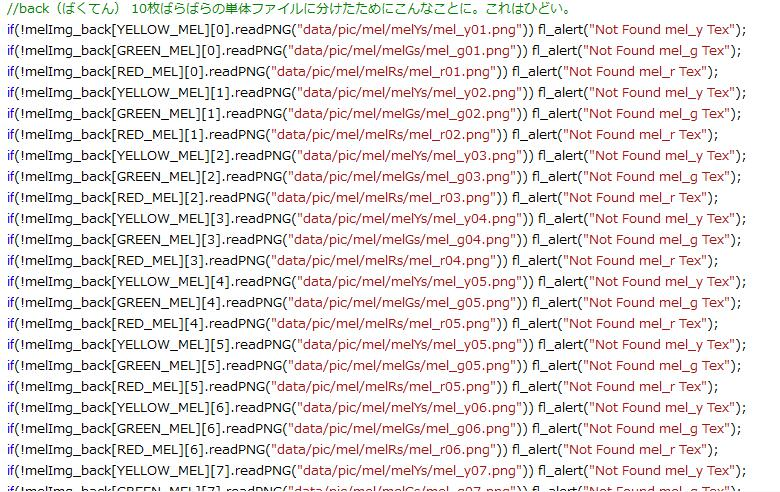 //back（ばくてん） 10枚ばらばらの単体ファイルに分けたためにこんなことに。これはひどい。
if(!melImg_back[YELLOW_MEL][0].readPNG("data/pic/mel/melYs/mel_y01.png")) fl_alert("Not Found mel_y Tex");
if(!melImg_back[GREEN_MEL][0].readPNG("data/pic/mel/melGs/mel_g01.png")) fl_alert("Not Found mel_g Tex");
if(!melImg_back[RED_MEL][0].readPNG("data/pic/mel/melRs/mel_r01.png")) fl_alert("Not Found mel_r Tex");
if(!melImg_back[YELLOW_MEL][1].readPNG("data/pic/mel/melYs/mel_y02.png")) fl_alert("Not Found mel_y Tex");
if(!melImg_back[GREEN_MEL][1].readPNG("data/pic/mel/melGs/mel_g02.png")) fl_alert("Not Found mel_g Tex");
if(!melImg_back[RED_MEL][1].readPNG("data/pic/mel/melRs/mel_r02.png")) fl_alert("Not Found mel_r Tex");
if(!melImg_back[YELLOW_MEL][2].readPNG("data/pic/mel/melYs/mel_y03.png")) fl_alert("Not Found mel_y Tex");
if(!melImg_back[GREEN_MEL][2].readPNG("data/pic/mel/melGs/mel_g03.png")) fl_alert("Not Found mel_g Tex");
if(!melImg_back[RED_MEL][2].readPNG("data/pic/mel/melRs/mel_r03.png")) fl_alert("Not Found mel_r Tex");
if(!melImg_back[YELLOW_MEL][3].readPNG("data/pic/mel/melYs/mel_y04.png")) fl_alert("Not Found mel_y Tex");
if(!melImg_back[GREEN_MEL][3].readPNG("data/pic/mel/melGs/mel_g04.png")) fl_alert("Not Found mel_g Tex");
if(!melImg_back[RED_MEL][3].readPNG("data/pic/mel/melRs/mel_r04.png")) fl_alert("Not Found mel_r Tex");
if(!melImg_back[YELLOW_MEL][4].readPNG("data/pic/mel/melYs/mel_y05.png")) fl_alert("Not Found mel_y Tex");
if(!melImg_back[GREEN_MEL][4].readPNG("data/pic/mel/melGs/mel_g05.png")) fl_alert("Not Found mel_g Tex");
if(!melImg_back[RED_MEL][4].readPNG("data/pic/mel/melRs/mel_r05.png")) fl_alert("Not Found mel_r Tex");
if(!melImg_back[YELLOW_MEL][5].readPNG("data/pic/mel/melYs/mel_y05.png")) fl_alert("Not Found mel_y Tex");
if(!melImg_back[GREEN_MEL][5].readPNG("data/pic/mel/melGs/mel_g05.png")) fl_alert("Not Found mel_g Tex");
if(!melImg_back[RED_MEL][5].readPNG("data/pic/mel/melRs/mel_r05.png")) fl_alert("Not Found mel_r Tex");
if(!melImg_back[YELLOW_MEL][6].readPNG("data/pic/mel/melYs/mel_y06.png")) fl_alert("Not Found mel_y Tex");
if(!melImg_back[GREEN_MEL][6].readPNG("data/pic/mel/melGs/mel_g06.png")) fl_alert("Not Found mel_g Tex");
if(!melImg_back[RED_MEL][6].readPNG("data/pic/mel/melRs/mel_r06.png")) fl_alert("Not Found mel_r Tex");
if(!melImg_back[YELLOW_MEL][7].readPNG("data/pic/mel/melYs/mel_y07.png")) fl_alert("Not Found mel_y Tex");
if(!melImg_back[GREEN_MEL][7].readPNG("data/pic/mel/melGs/mel_g07.png")) fl_alert("Not Found mel_g Tex");